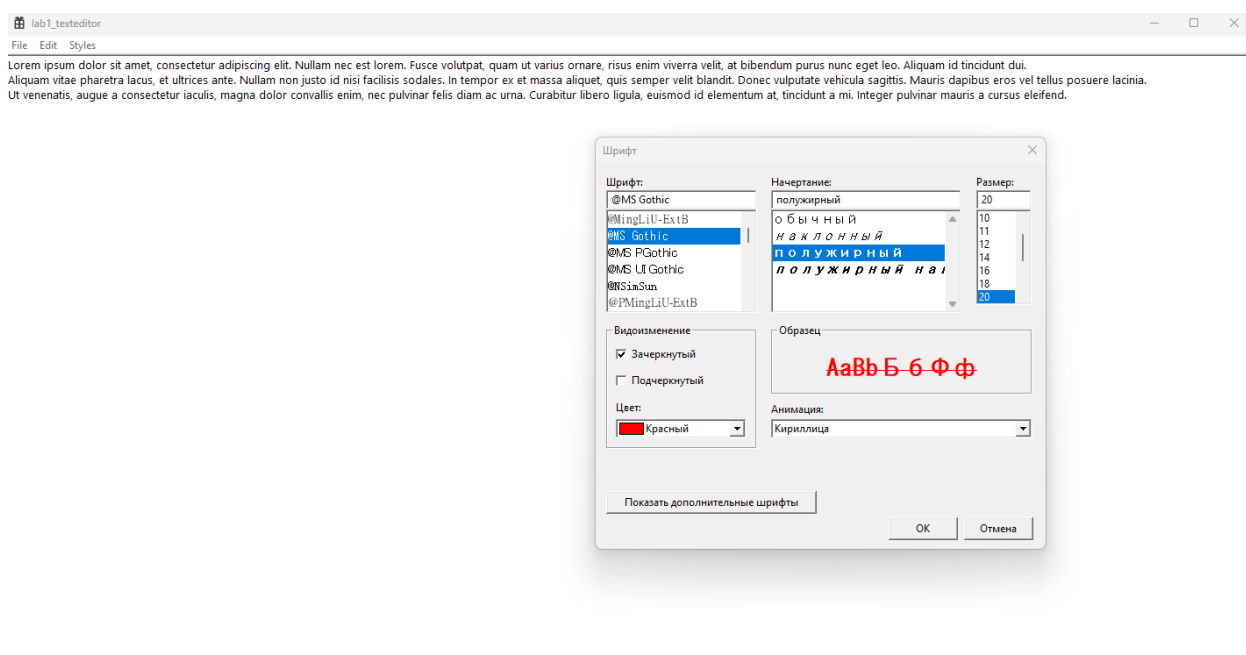 lab1_texteditor
File Edit Styles
Lorem ipsum dolor sit amet, consectetur adipiscing elit. Nullam nec est lorem. Fusce volutpat, quam ut varius ornare, risus enim viverra velit, at bibendum purus nunc eget leo. Aliquam id tincidunt dui.
Aliquam vitae pharetra lacus, et ultrices ante. Nullam non justo id nisi facilisis sodales. In tempor ex et massa aliquet, quis semper velit blandit. Donec vulputate vehicula sagittis. Mauris dapibus eros vel tellus posuere lacinia.
Ut venenatis, augue a consectetur iaculis, magna dolor convallis enim, nec pulvinar felis diam ac urna. Curabitur libero ligula, euismod id elementum at, tincidunt a mi. Integer pulvinar mauris a cursus eleifend.
Шрифт
Шрифт:
@MS Gothic
@MingLiU-ExtB
@MS Gothic
@MS PGothic
@MS UI Gothic
@NSimSun
@PMingLiU-ExtB
Начертание:
полужирный
обычный
наклонный
полужирный
полужирный нак
Размер:
20
10
11
12
14
16
18
20
Видоизменение
Зачеркнутый
Подчеркнутый
Цвет:
Красный
Образец
АаBbБбФф
Анимация:
Кириллица
Показать дополнительные шрифты
ОК
Отмена